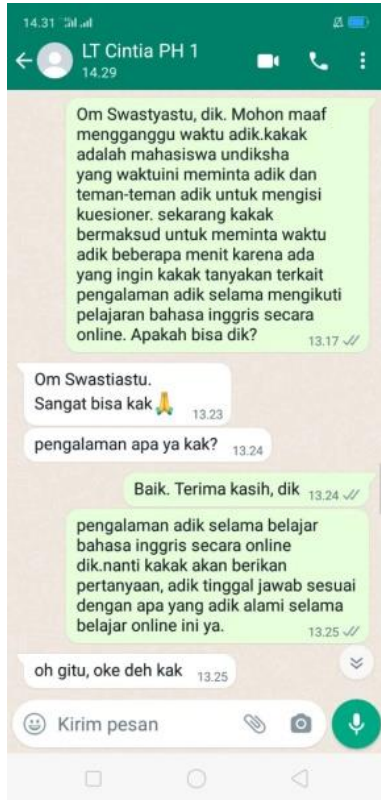 14.31
LT Cintia PH 1
14.29
Om Swastyastu, dik. Mohon maaf
mengganggu waktu adik.kakak
adalah mahasiswa undiksha
yang waktuini meminta adik dan
teman-teman adik untuk mengisi
kuesioner. sekarang kakak
bermaksud untuk meminta waktu
adik beberapa menit karena ada
yang ingin kakak tanyakan terkait
pengalaman adik selama mengikuti
pelajaran bahasa inggris secara
online. Apakah bisa dik?
13.17
Om Swastiastu.
Sangat bisa kak🙏
13.23
pengalaman apa ya kak?
13.24
Baik. Terima kasih, dik
13.24
pengalaman adik selama belajar
bahasa inggris secara online
dik.nanti kakak akan berikan
pertanyaan, adik tinggal jawab sesuai
dengan apa yang adik alami selama
belajar online ini ya.
13.25
oh gitu, oke deh kak
13.25
Kirim pesan